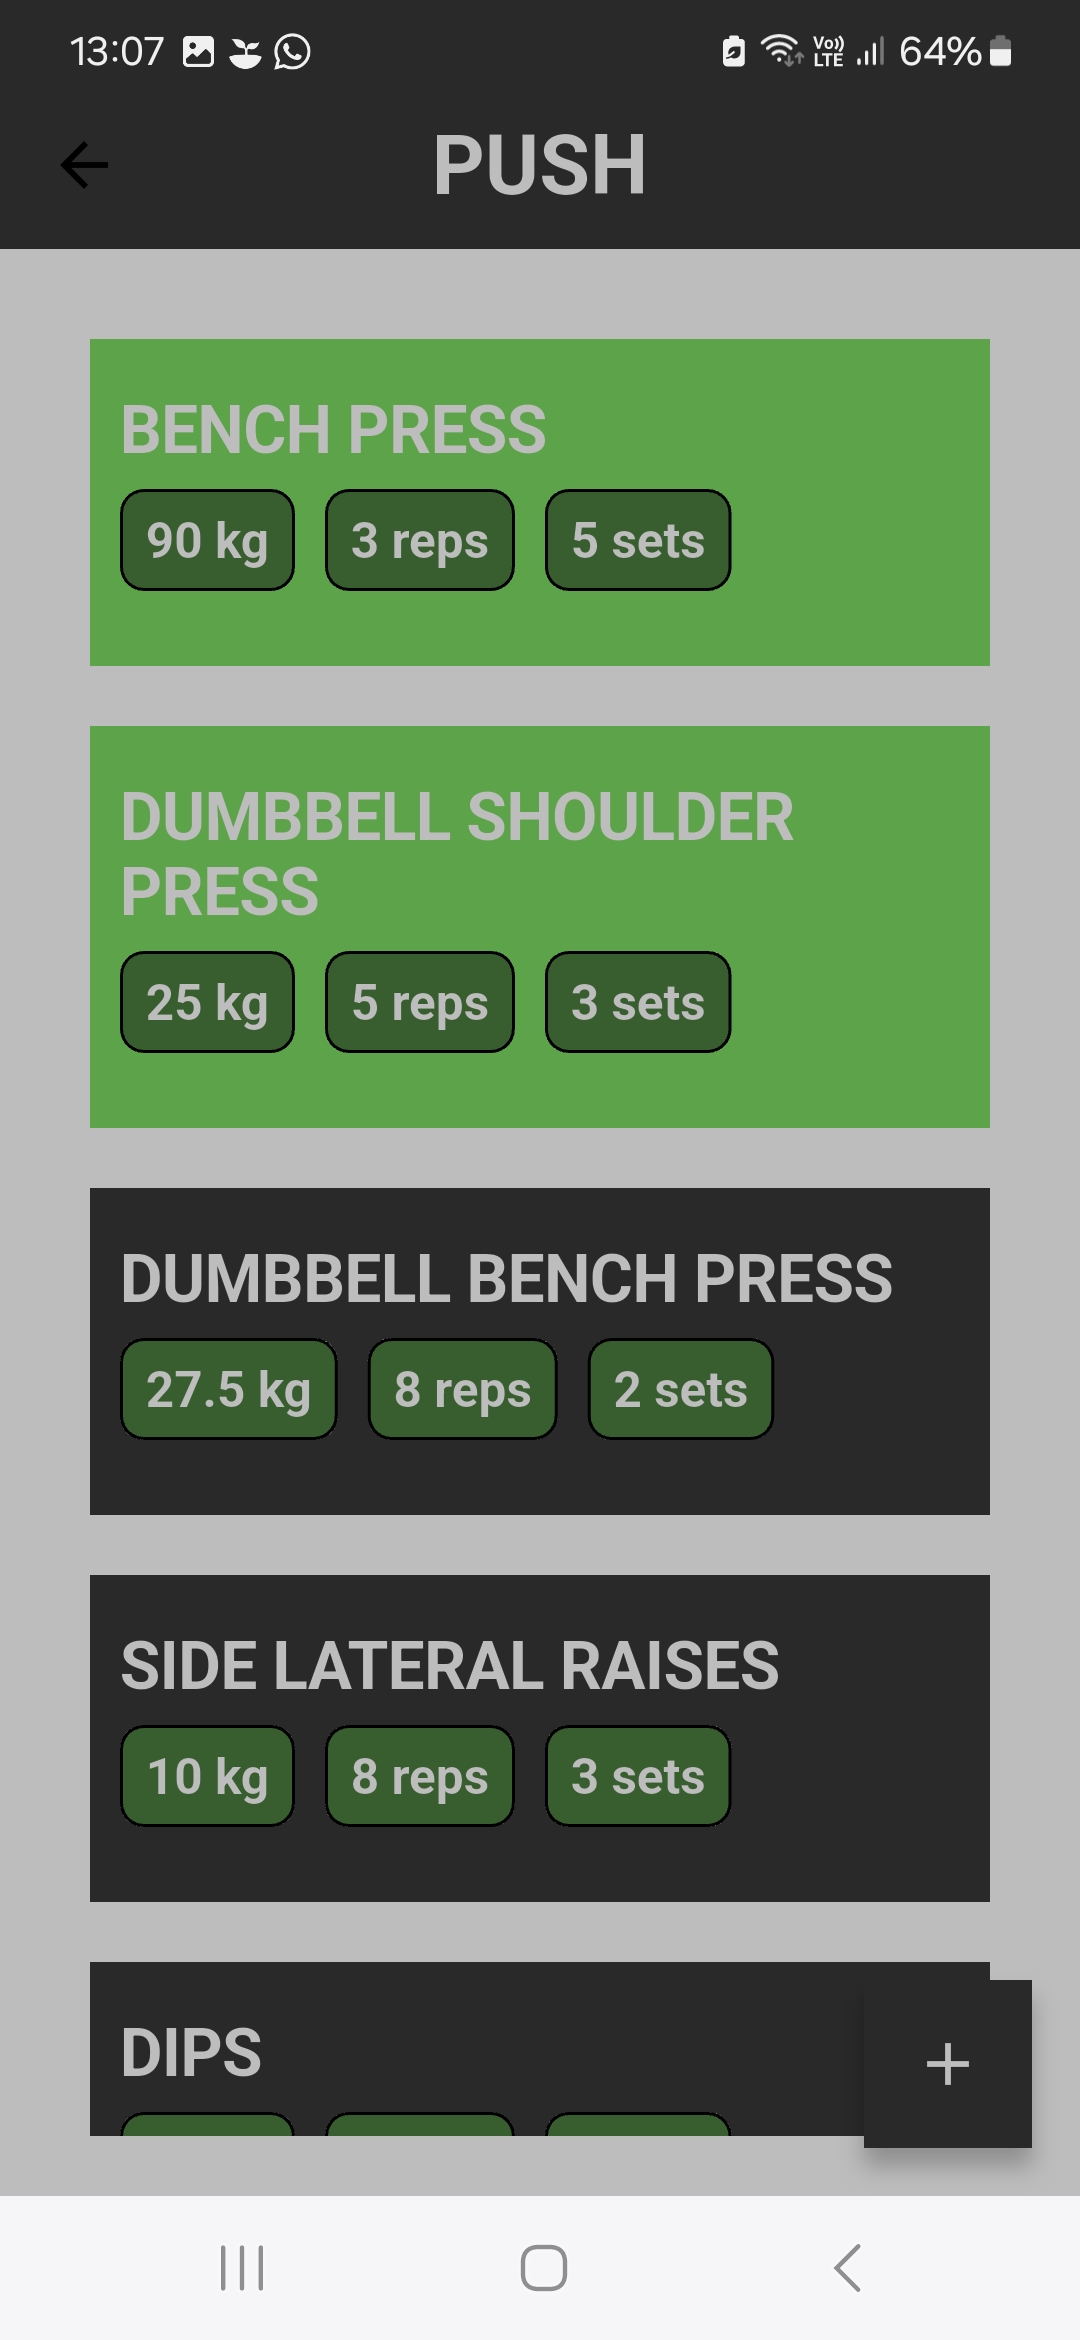 13:07 Vo)) LTE 64%
PUSH
BENCH PRESS
90 kg 3 reps 5 sets
DUMBBELL SHOULDER
PRESS
25 kg 5 reps 3 sets
DUMBBELL BENCH PRESS
27.5 kg 8 reps 2 sets
SIDE LATERAL RAISES
10 kg 8 reps 3 sets
DIPS
+